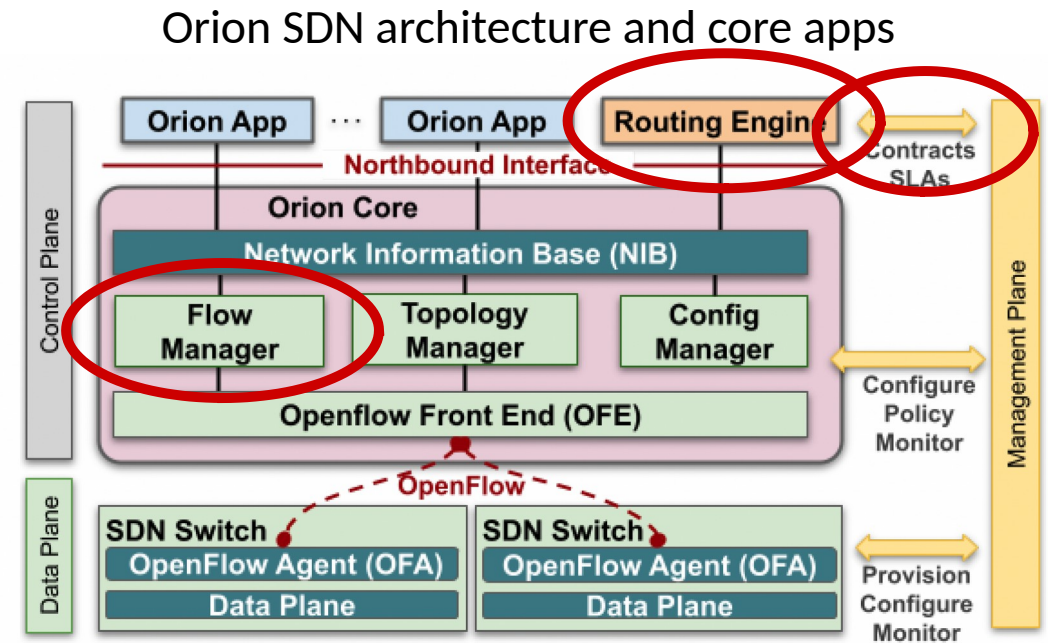 Orion SDN architecture and core apps
Orion App
...
Orion App
Routing Engine
Contracts
SLAs
Northbound Interface
Orion Core
Network Information Base (NIB)
Flow
Manager
Topology
Manager
Config
Manager
Openflow Front End (OFE)
Configure
Policy
Monitor
Control Plane
Management Plane
OpenFlow
SDN Switch
OpenFlow Agent (OFA)
Data Plane
SDN Switch
OpenFlow Agent (OFA)
Data Plane
Provision
Configure
Monitor
Data Plane